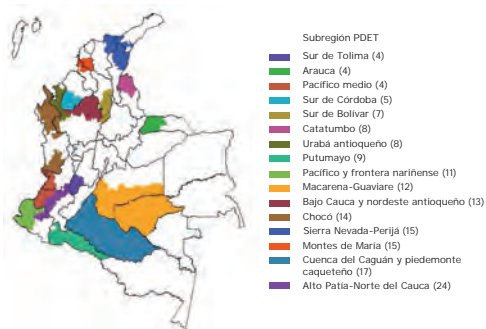 Subregión PDET
Sur de Tolima (4)
Arauca (4)
Pacífico medio (4)
Sur de Córdoba (5)
Sur de Bolívar (7)
Catatumbo (8)
Urabá antioqueño (8)
Putumayo (9)
Pacífico y frontera nariñense (11)
Macarena-Guaviare (12)
Bajo Cauca y nordeste antioqueño (13)
Chocó (14)
Sierra Nevada-Perijá (15)
Montes de María (15)
Cuenca del Caguán y piedemonte
caqueteño (17)
Alto Patía-Norte del Cauca (24)